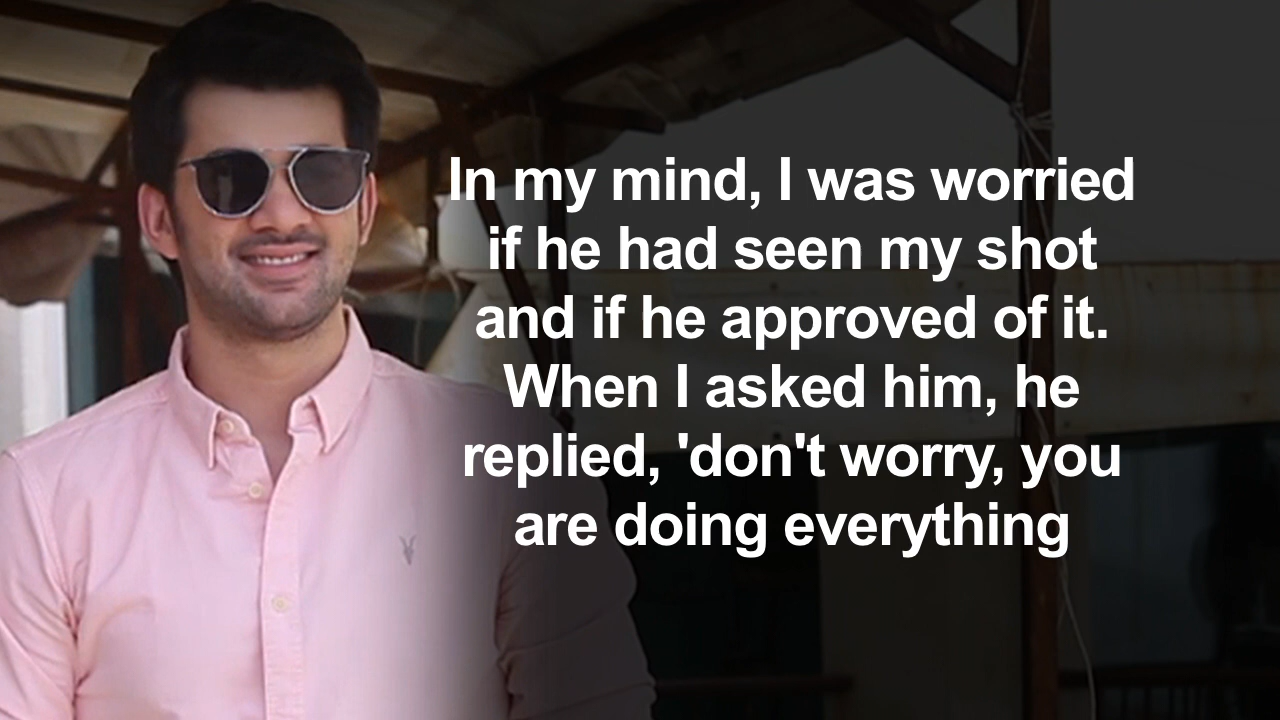 In my mind, I was worried
if he had seen my shot
and if he approved of it.
When I asked him, he
replied, 'don't worry, you
are doing everything